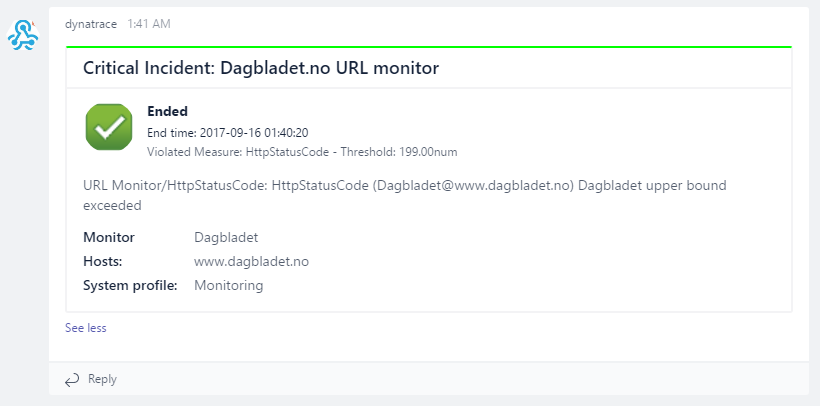 dynatrace 1:41 AM
Critical Incident: Dagbladet.no URL monitor
Ended
End time: 2017-09-16 01:40:20
Violated Measure: HttpStatusCode - Threshold: 199.00num
URL Monitor/HttpStatusCode: HttpStatusCode (Dagbladet@www.dagbladet.no) Dagbladet upper bound
exceeded
Monitor Dagbladet
Hosts: www.dagbladet.no
System profile: Monitoring
See less
Reply